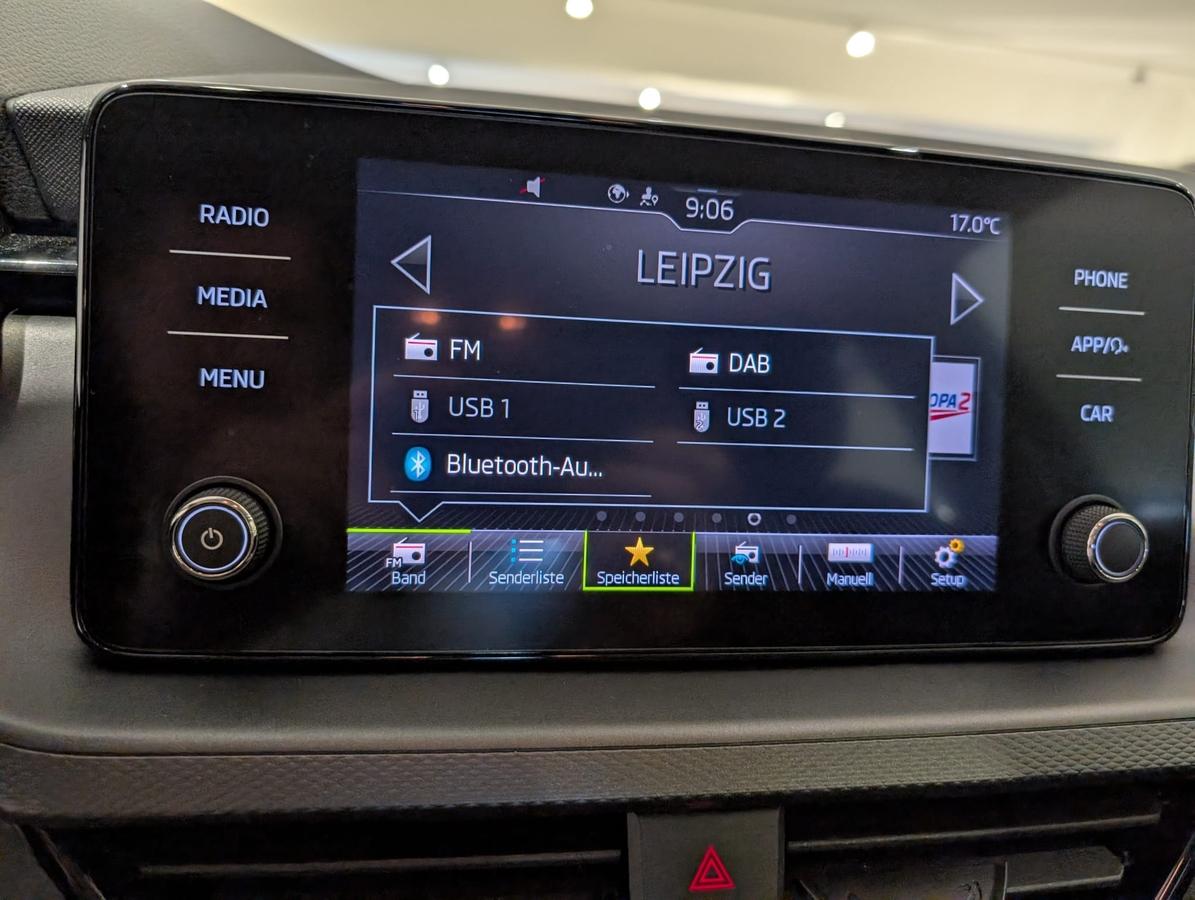 RADIO
MEDIA
MENU
9:06
17.0°C
LEIPZIG
FM
DAB
USB 1
USB 2
Bluetooth-Au...
OPA2
FM
Band
Senderliste
Speicherliste
Sender
Manuell
Setup
PHONE
APP/
CAR